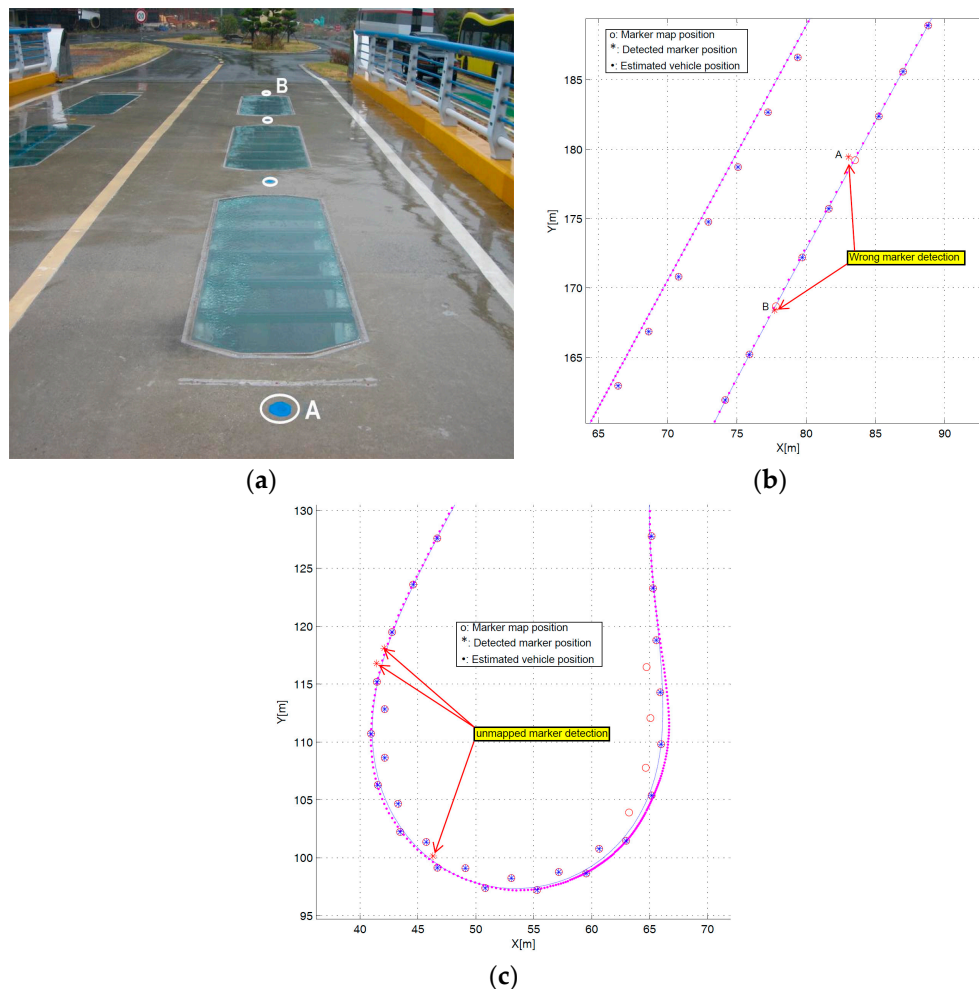 B
A
(a)
o: Marker map position
*: Detected marker position
•: Estimated vehicle position
A
B
Wrong marker detection
185
180
175
170
165
Y[m]
65 70 75 80 85 90
X[m]
(b)
o: Marker map position
*: Detected marker position
•: Estimated vehicle position
unmapped marker detection
130
125
120
115
110
105
100
95
Y[m]
40 45 50 55 60 65 70
X[m]
(c)